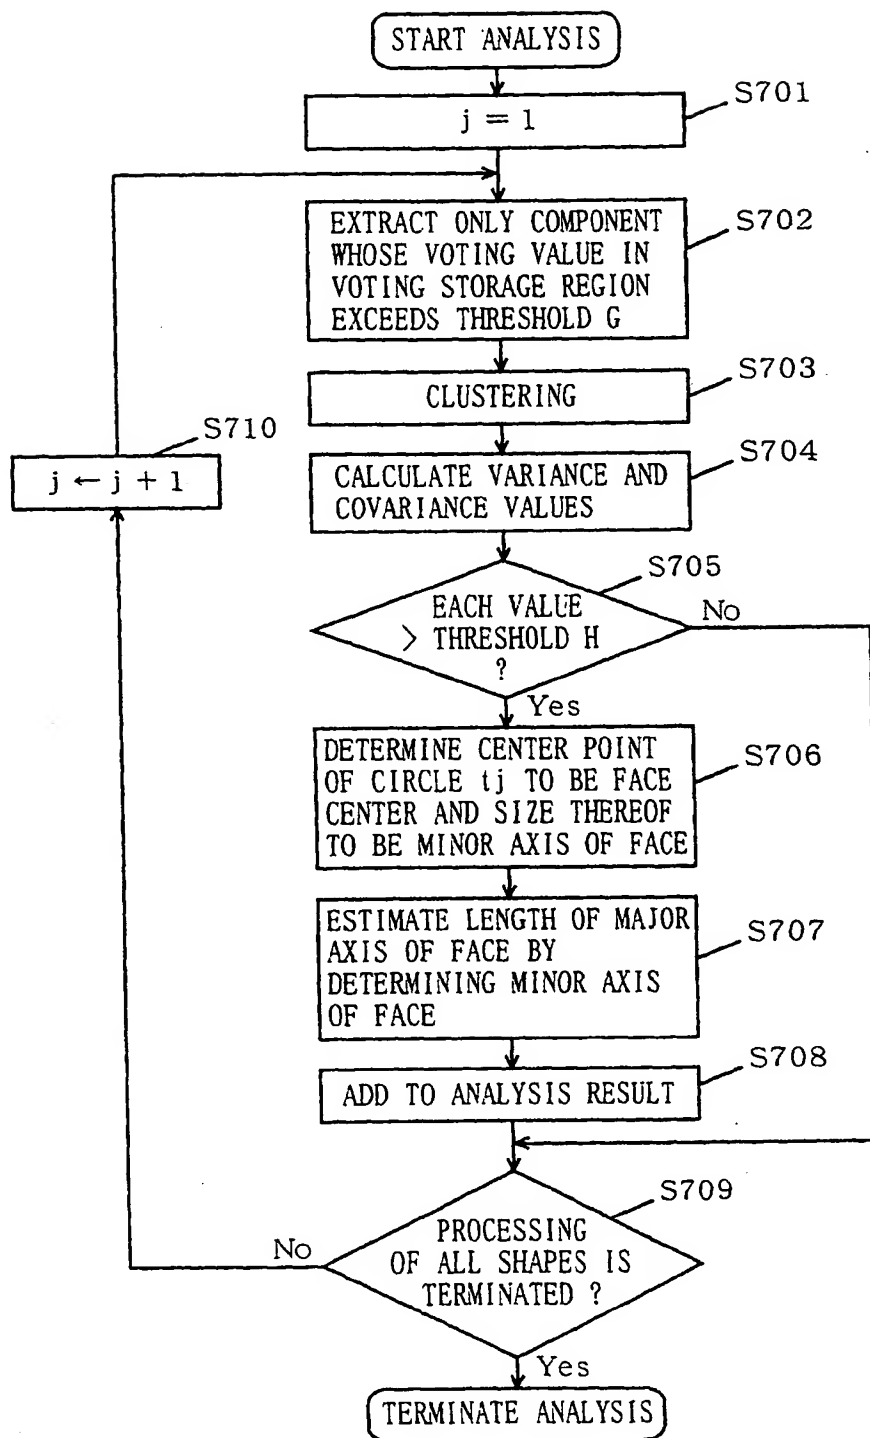 START ANALYSIS
S701
j = 1
S702
EXTRACT ONLY COMPONENT
WHOSE VOTING VALUE IN
VOTING STORAGE REGION
EXCEEDS THRESHOLD G
S703
CLUSTERING
S710
j ← j + 1
S704
CALCULATE VARIANCE AND
COVARIANCE VALUES
S705
EACH VALUE
> THRESHOLD H
?
No
Yes
S706
DETERMINE CENTER POINT
OF CIRCLE tj TO BE FACE
CENTER AND SIZE THEREOF
TO BE MINOR AXIS OF FACE
S707
ESTIMATE LENGTH OF MAJOR
AXIS OF FACE BY
DETERMINING MINOR AXIS
OF FACE
S708
ADD TO ANALYSIS RESULT
S709
PROCESSING
OF ALL SHAPES IS
TERMINATED ?
No
Yes
TERMINATE ANALYSIS